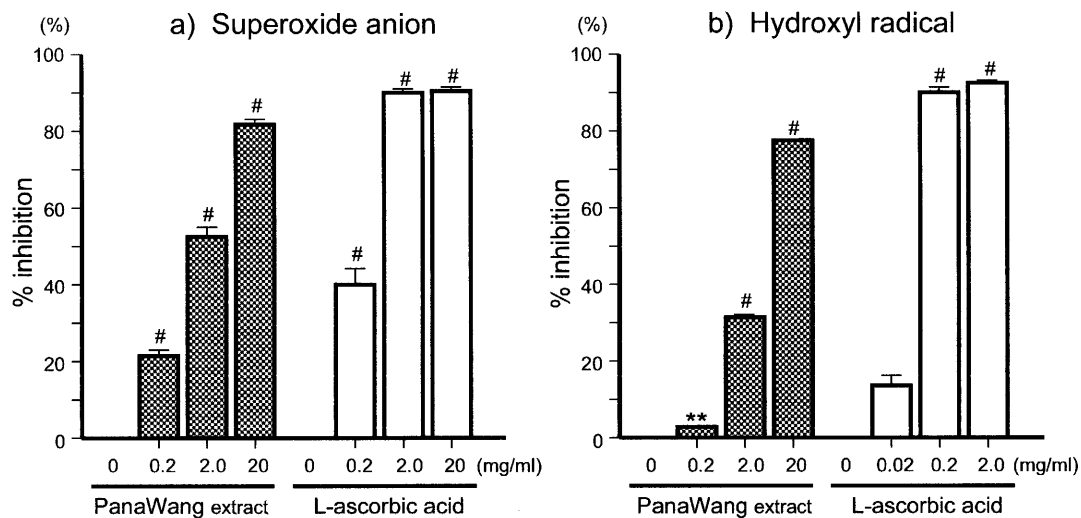 (%) a) Superoxide anion
100
80
60
40
20
0
% inhibition
# # # # # #
0 0.2 2.0 20 0 0.2 2.0 20 (mg/ml)
PanaWang extract L-ascorbic acid
(%) b) Hydroxyl radical
100
80
60
40
20
0
% inhibition
** # # # #
0 0.2 2.0 20 0 0.02 0.2 2.0 (mg/ml)
PanaWang extract L-ascorbic acid